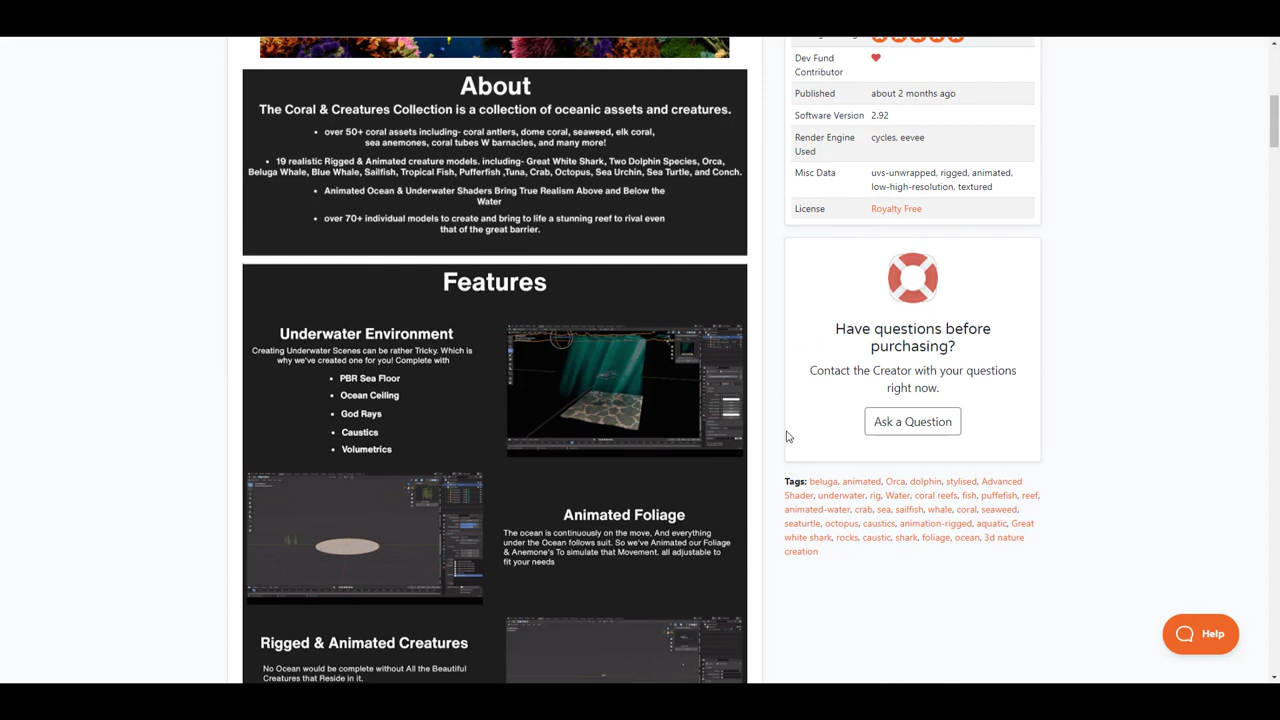 About
The Coral & Creatures Collection is a collection of oceanic assets and creatures.
• over 50+ coral assets including- coral antlers, dome coral, seaweed, elk coral,
sea anemones, coral tubes W barnacles, and many more!
• 19 realistic Rigged & Animated creature models. including- Great White Shark, Two Dolphin Species, Orca,
Beluga Whale, Blue Whale, Sailfish, Tropical Fish, Pufferfish ,Tuna, Crab, Octopus, Sea Urchin, Sea Turtle, and Conch.
• Animated Ocean & Underwater Shaders Bring True Realism Above and Below the
Water
• over 70+ individual models to create and bring to life a stunning reef to rival even
that of the great barrier.
Features
Underwater Environment
Creating Underwater Scenes can be rather Tricky. Which is
why we've created one for you! Complete with
• PBR Sea Floor
• Ocean Ceiling
• God Rays
• Caustics
• Volumetrics
Animated Foliage
The ocean is continuously on the move, And everything
under the Ocean follows suit. So we've Animated our Foliage
& Anemone's To simulate that Movement. all adjustable to
fit your needs
Rigged & Animated Creatures
No Ocean would be complete without All the Beautiful
Creatures that Reside in it.
Dev Fund
Contributor
Published about 2 months ago
Software Version 2.92
Render Engine cycles, eevee
Used
Misc Data uvs-unwrapped, rigged, animated,
low-high-resolution, textured
License Royalty Free
Have questions before
purchasing?
Contact the Creator with your questions
right now.
Ask a Question
Tags: beluga, animated, Orca, dolphin, stylised, Advanced
Shader, underwater, rig, Water, coral reefs, fish, puffefish, reef,
animated-water, crab, sea, sailfish, whale, coral, seaweed,
seaturtle, octopus, caustics, animation-rigged, aquatic, Great
white shark, rocks, caustic, shark, foliage, ocean, 3d nature
creation
Help